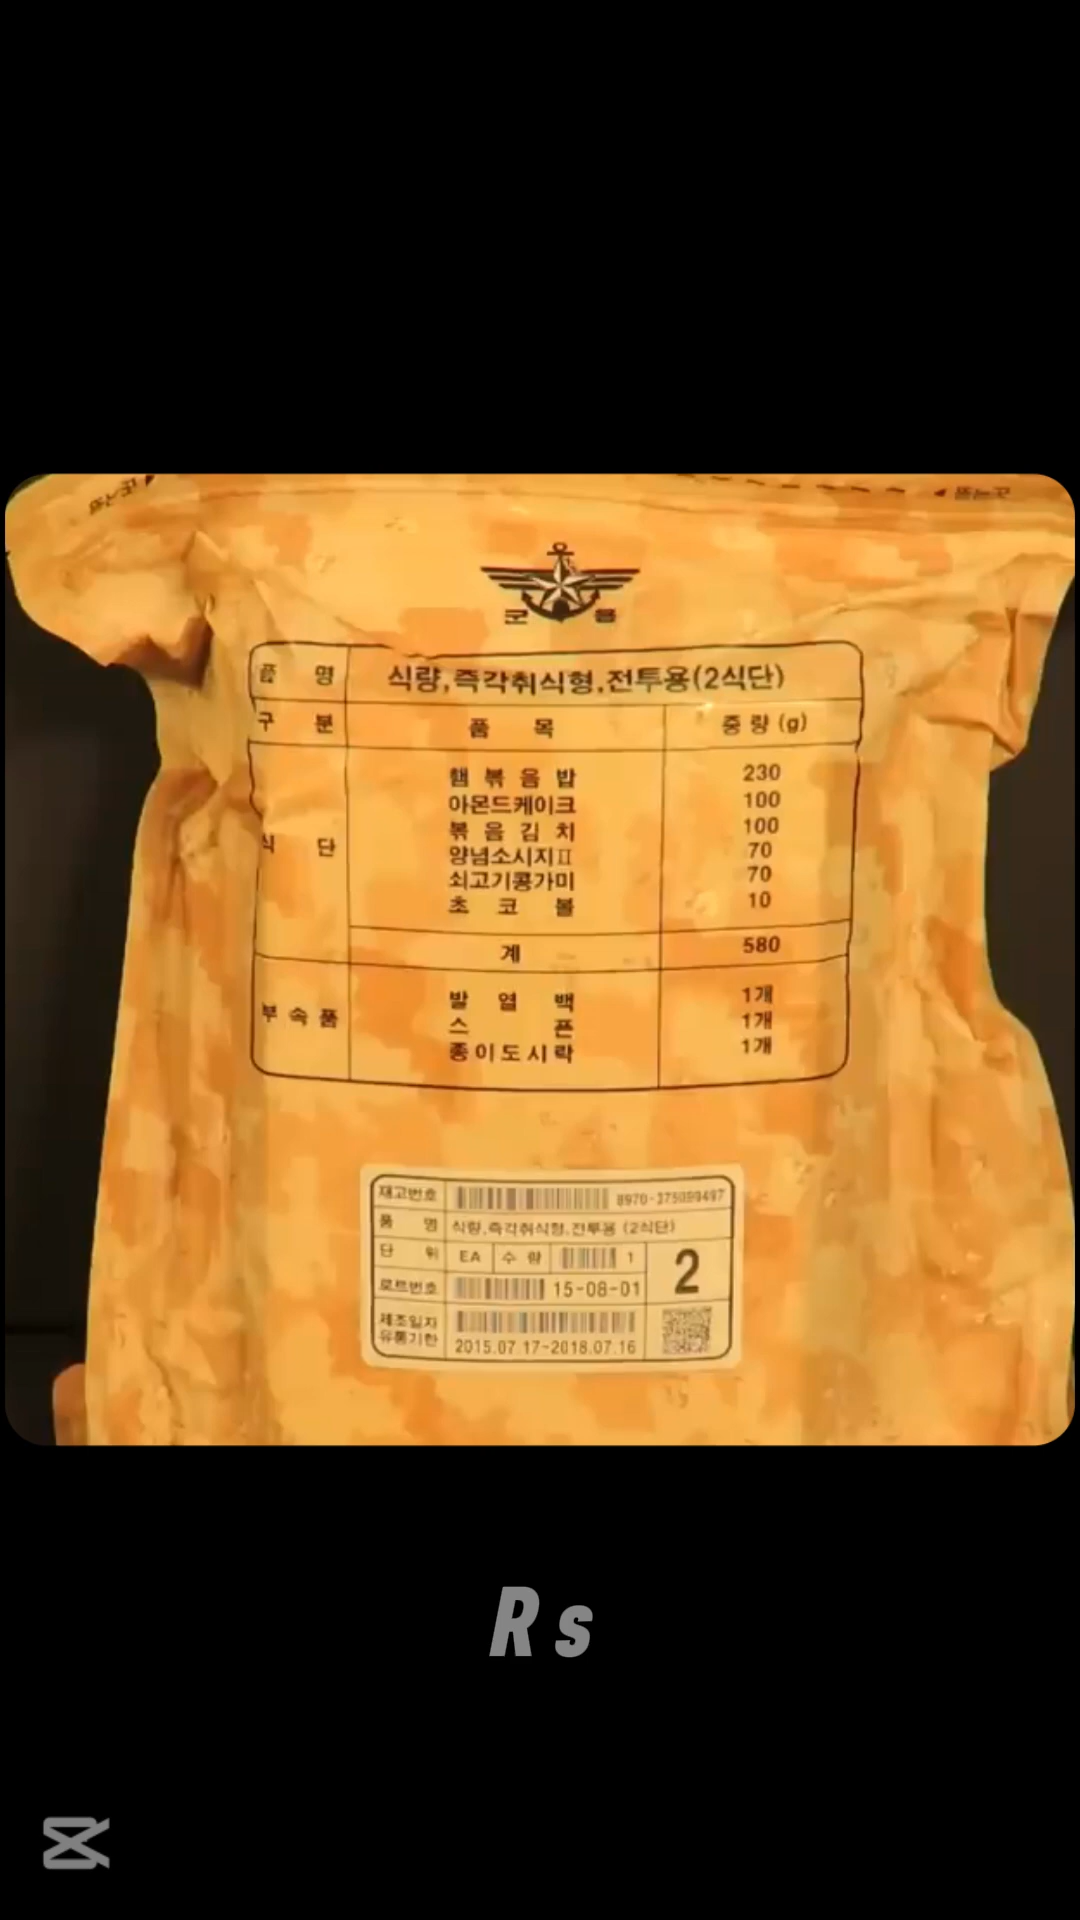 뜯는곳
뜯는곳
군 용
품 명 식량,즉각취식형,전투용(2식단)
구 분 품 목 중 량 (g)
식 단
햄 볶 음 밥 230
아몬드케이크 100
볶 음 김 치 100
양념소시지Ⅱ 70
쇠고기콩가미 70
초 코 볼 10
계 580
부 속 품
발 열 백 1개
스 푼 1개
종이도시락 1개
재고번호 8970-375099497
품 명 식량,즉각취식형,전투용 (2식단)
단 위 EA 수 량 1
2
로트번호 15-08-01
제조일자
유통기한 2015.07.17~2018.07.16
Rs